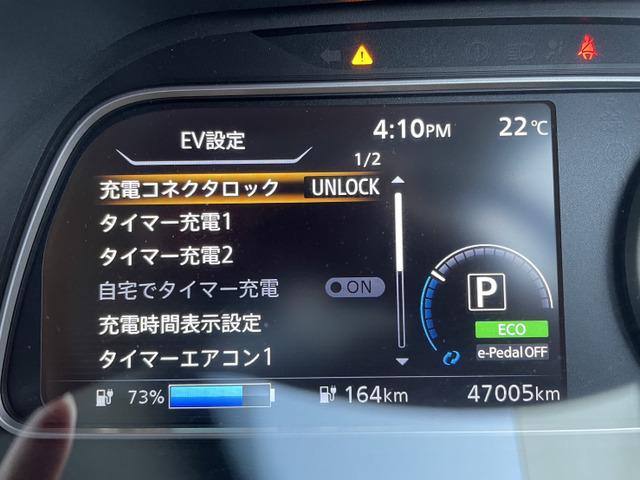 4:10PM 22℃
EV設定
1/2
充電コネクタロック UNLOCK
タイマー充電1
タイマー充電2
自宅でタイマー充電 ON
充電時間表示設定
タイマーエアコン1
P
ECO
e-Pedal OFF
73% 164km 47005km